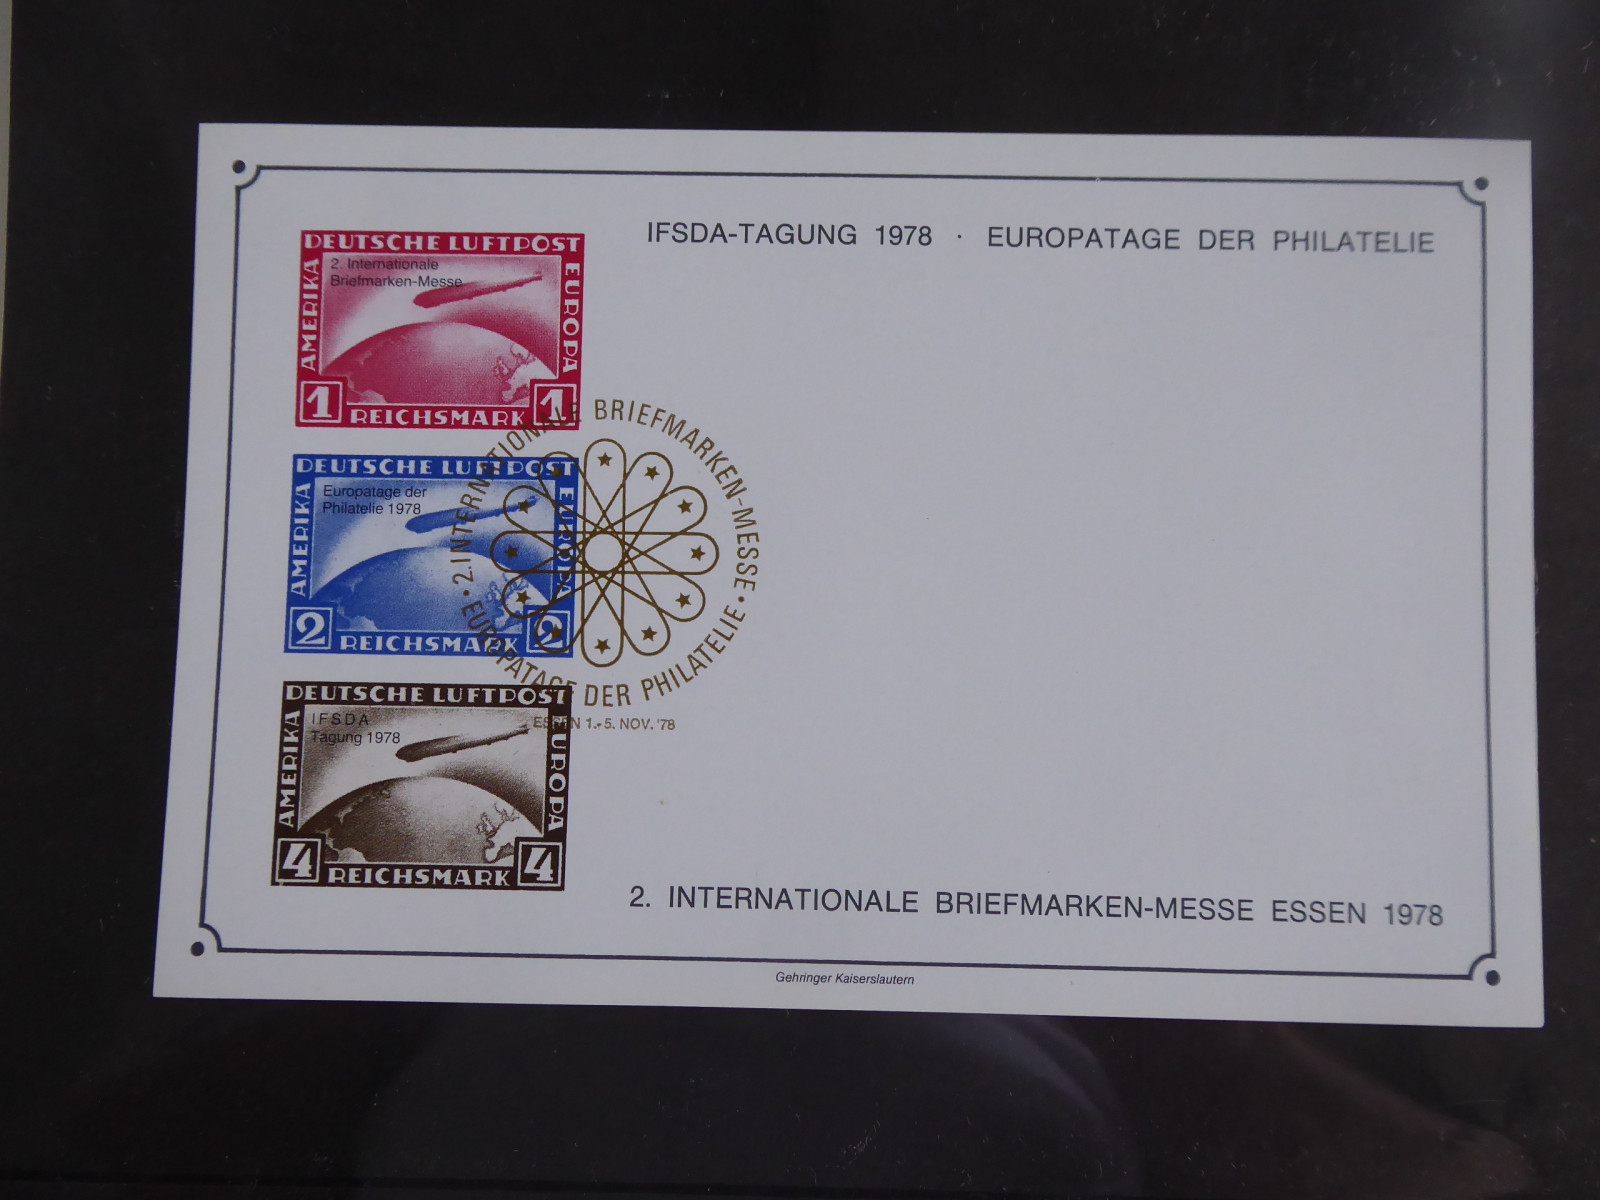 IFSDA-TAGUNG 1978 · EUROPATAGE DER PHILATELIE
DEUTSCHE LUFTPOST
AMERIKA
2. Internationale
Briefmarken-Messe
EUROPA
1 REICHSMARK 1
DEUTSCHE LUFTPOST
AMERIKA
Europatage der
Philatelie 1978
EUROPA
2 REICHSMARK 2
DEUTSCHE LUFTPOST
AMERIKA
IFSDA
Tagung 1978
EUROPA
4 REICHSMARK 4
2. INTERNATIONALE BRIEFMARKEN-MESSE
• EUROPATAGE DER PHILATELIE •
ESSEN 1.-5. NOV. '78
2. INTERNATIONALE BRIEFMARKEN-MESSE ESSEN 1978
Gehringer Kaiserslautern